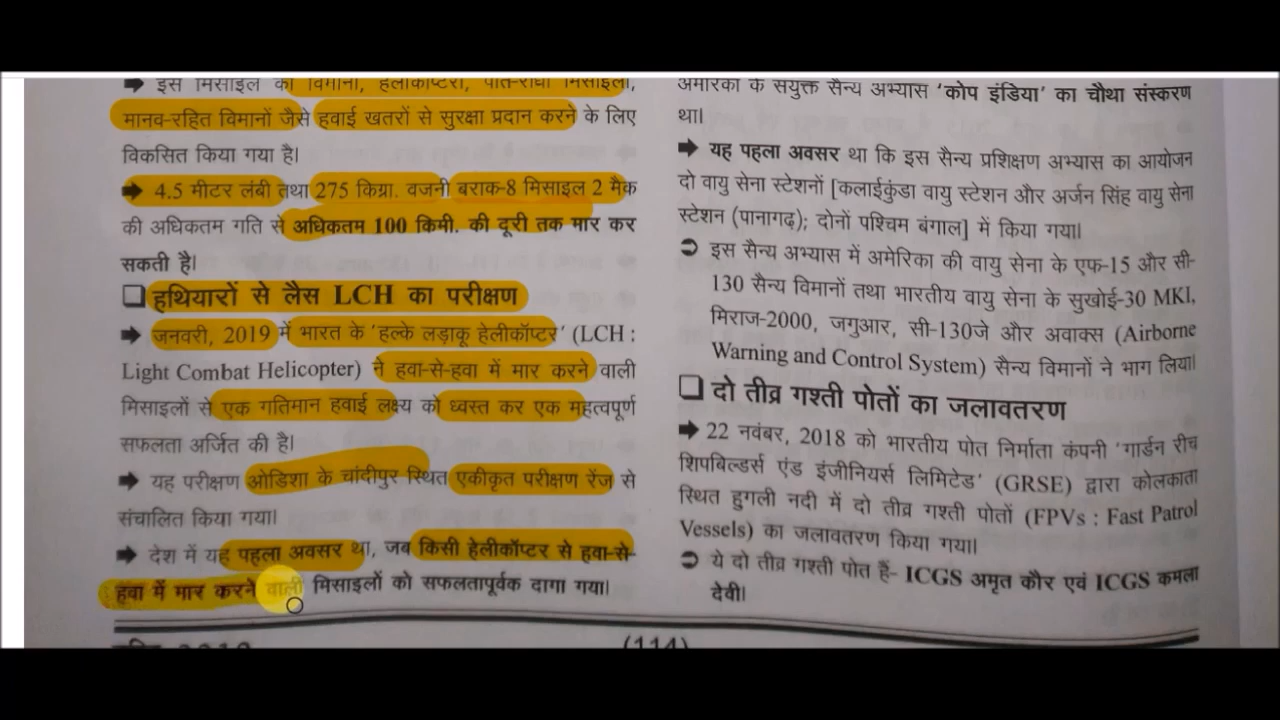 ➡ इस मिसाइल को विमानों, हेलीकॉप्टरों, पोत-रोधी मिसाइलों,
मानव-रहित विमानों जैसे हवाई खतरों से सुरक्षा प्रदान करने के लिए
विकसित किया गया है।
➡ 4.5 मीटर लंबी तथा 275 किग्रा. वजनी बराक-8 मिसाइल 2 मैक
की अधिकतम गति से अधिकतम 100 किमी. की दूरी तक मार कर
सकती है।
❑ हथियारों से लैस LCH का परीक्षण
➡ जनवरी, 2019 में भारत के 'हल्के लड़ाकू हेलीकॉप्टर' (LCH :
Light Combat Helicopter) ने हवा-से-हवा में मार करने वाली
मिसाइलों से एक गतिमान हवाई लक्ष्य को ध्वस्त कर एक महत्वपूर्ण
सफलता अर्जित की है।
➡ यह परीक्षण ओडिशा के चांदीपुर स्थित एकीकृत परीक्षण रेंज से
संचालित किया गया।
➡ देश में यह पहला अवसर था, जब किसी हेलीकॉप्टर से हवा-से-
हवा में मार करने वाली मिसाइलों को सफलतापूर्वक दागा गया।
अमेरिका के संयुक्त सैन्य अभ्यास 'कोप इंडिया' का चौथा संस्करण
था।
➡ यह पहला अवसर था कि इस सैन्य प्रशिक्षण अभ्यास का आयोजन
दो वायु सेना स्टेशनों [कलाईकुंडा वायु स्टेशन और अर्जन सिंह वायु सेना
स्टेशन (पानागढ़); दोनों पश्चिम बंगाल] में किया गया।
➲ इस सैन्य अभ्यास में अमेरिका की वायु सेना के एफ-15 और सी-
130 सैन्य विमानों तथा भारतीय वायु सेना के सुखोई-30 MKI,
मिराज-2000, जगुआर, सी-130जे और अवाक्स (Airborne
Warning and Control System) सैन्य विमानों ने भाग लिया।
❑ दो तीव्र गश्ती पोतों का जलावतरण
➡ 22 नवंबर, 2018 को भारतीय पोत निर्माता कंपनी 'गार्डन रीच
शिपबिल्डर्स एंड इंजीनियर्स लिमिटेड' (GRSE) द्वारा कोलकाता
स्थित हुगली नदी में दो तीव्र गश्ती पोतों (FPVs : Fast Patrol
Vessels) का जलावतरण किया गया।
➲ ये दो तीव्र गश्ती पोत हैं- ICGS अमृत कौर एवं ICGS कमला
देवी।
(114)